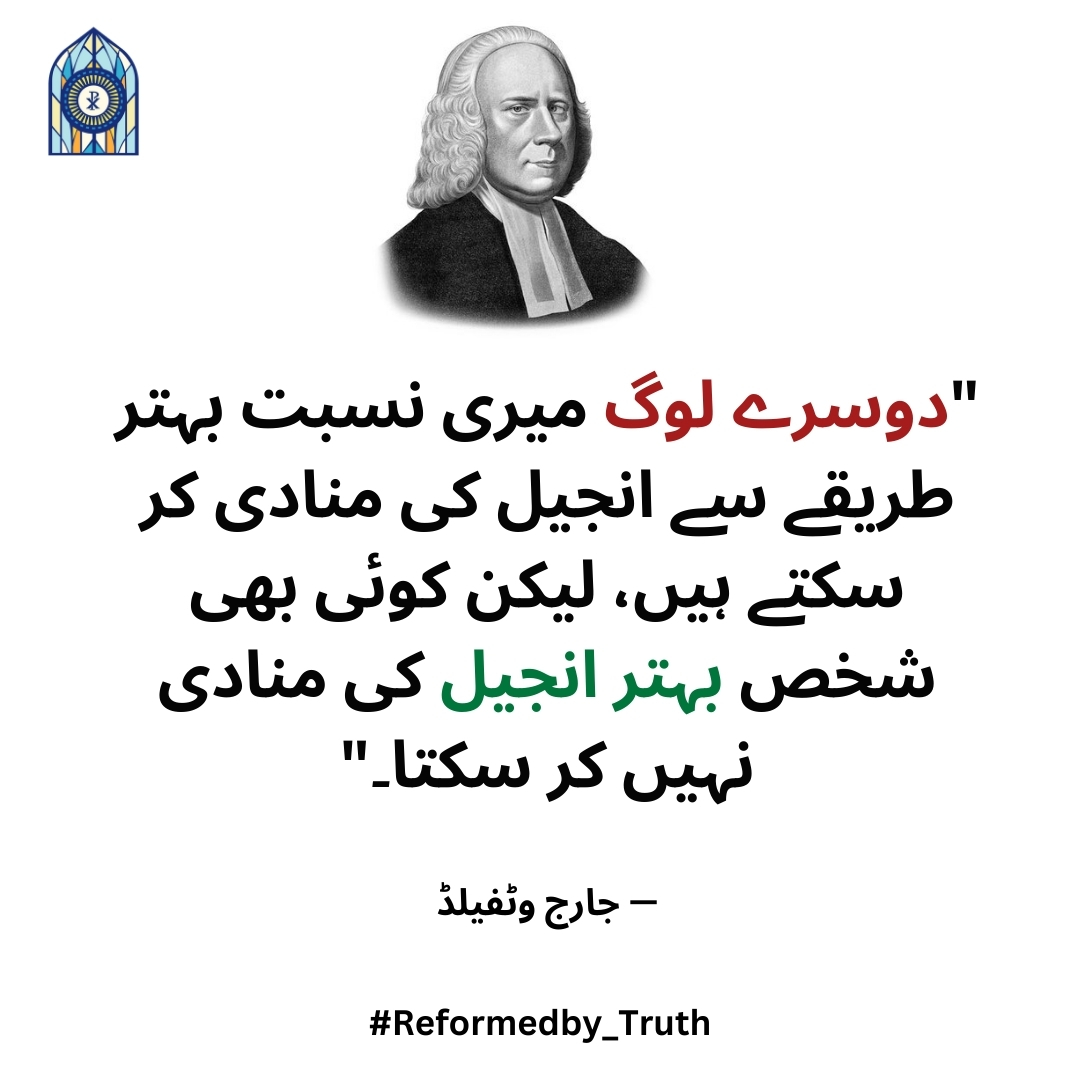 "دوسرے لوگ میری نسبت بہتر
طریقے سے انجیل کی منادی کر
سکتے ہیں، لیکن کوئی بھی
شخص بہتر انجیل کی منادی
نہیں کر سکتا۔"
— جارج وٹفیلڈ
#Reformedby_Truth